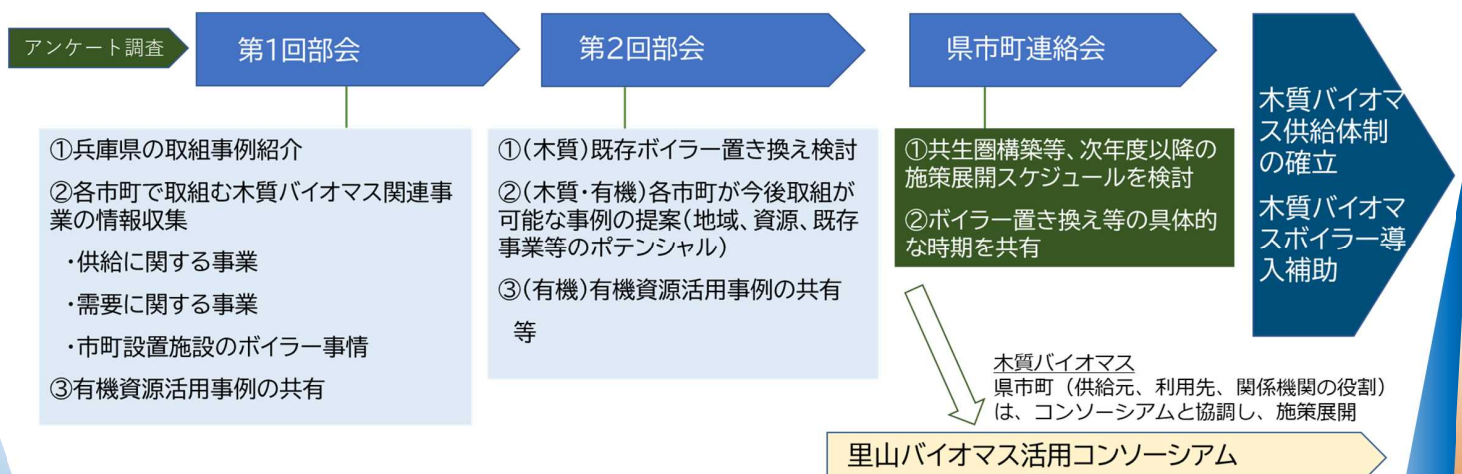 アンケート調査
第1回部会
第2回部会
県市町連絡会
木質バイオマ
ス供給体制
の確立
木質バイオマ
スボイラー導
入補助
①兵庫県の取組事例紹介
②各市町で取組む木質バイオマス関連事
業の情報収集
・供給に関する事業
・需要に関する事業
・市町設置施設のボイラー事情
③有機資源活用事例の共有
①(木質)既存ボイラー置き換え検討
②(木質・有機)各市町が今後取組が
可能な事例の提案(地域、資源、既存
事業等のポテンシャル)
③(有機)有機資源活用事例の共有
等
①共生圏構築等、次年度以降の
施策展開スケジュールを検討
②ボイラー置き換え等の具体的
な時期を共有
木質バイオマス
県市町（供給元、利用先、関係機関の役割）
は、コンソーシアムと協調し、施策展開
里山バイオマス活用コンソーシアム